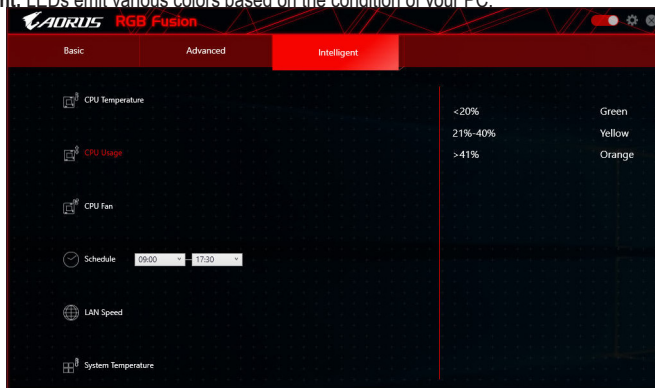 nt: LEDs emit various colors based on the condition of your PC.
AORUS RGB Fusion
Basic Advanced Intelligent
CPU Temperature
<20% Green
21%-40% Yellow
CPU Usage
>41% Orange
CPU Fan
Schedule 09:00 – 17:30
LAN Speed
System Temperature